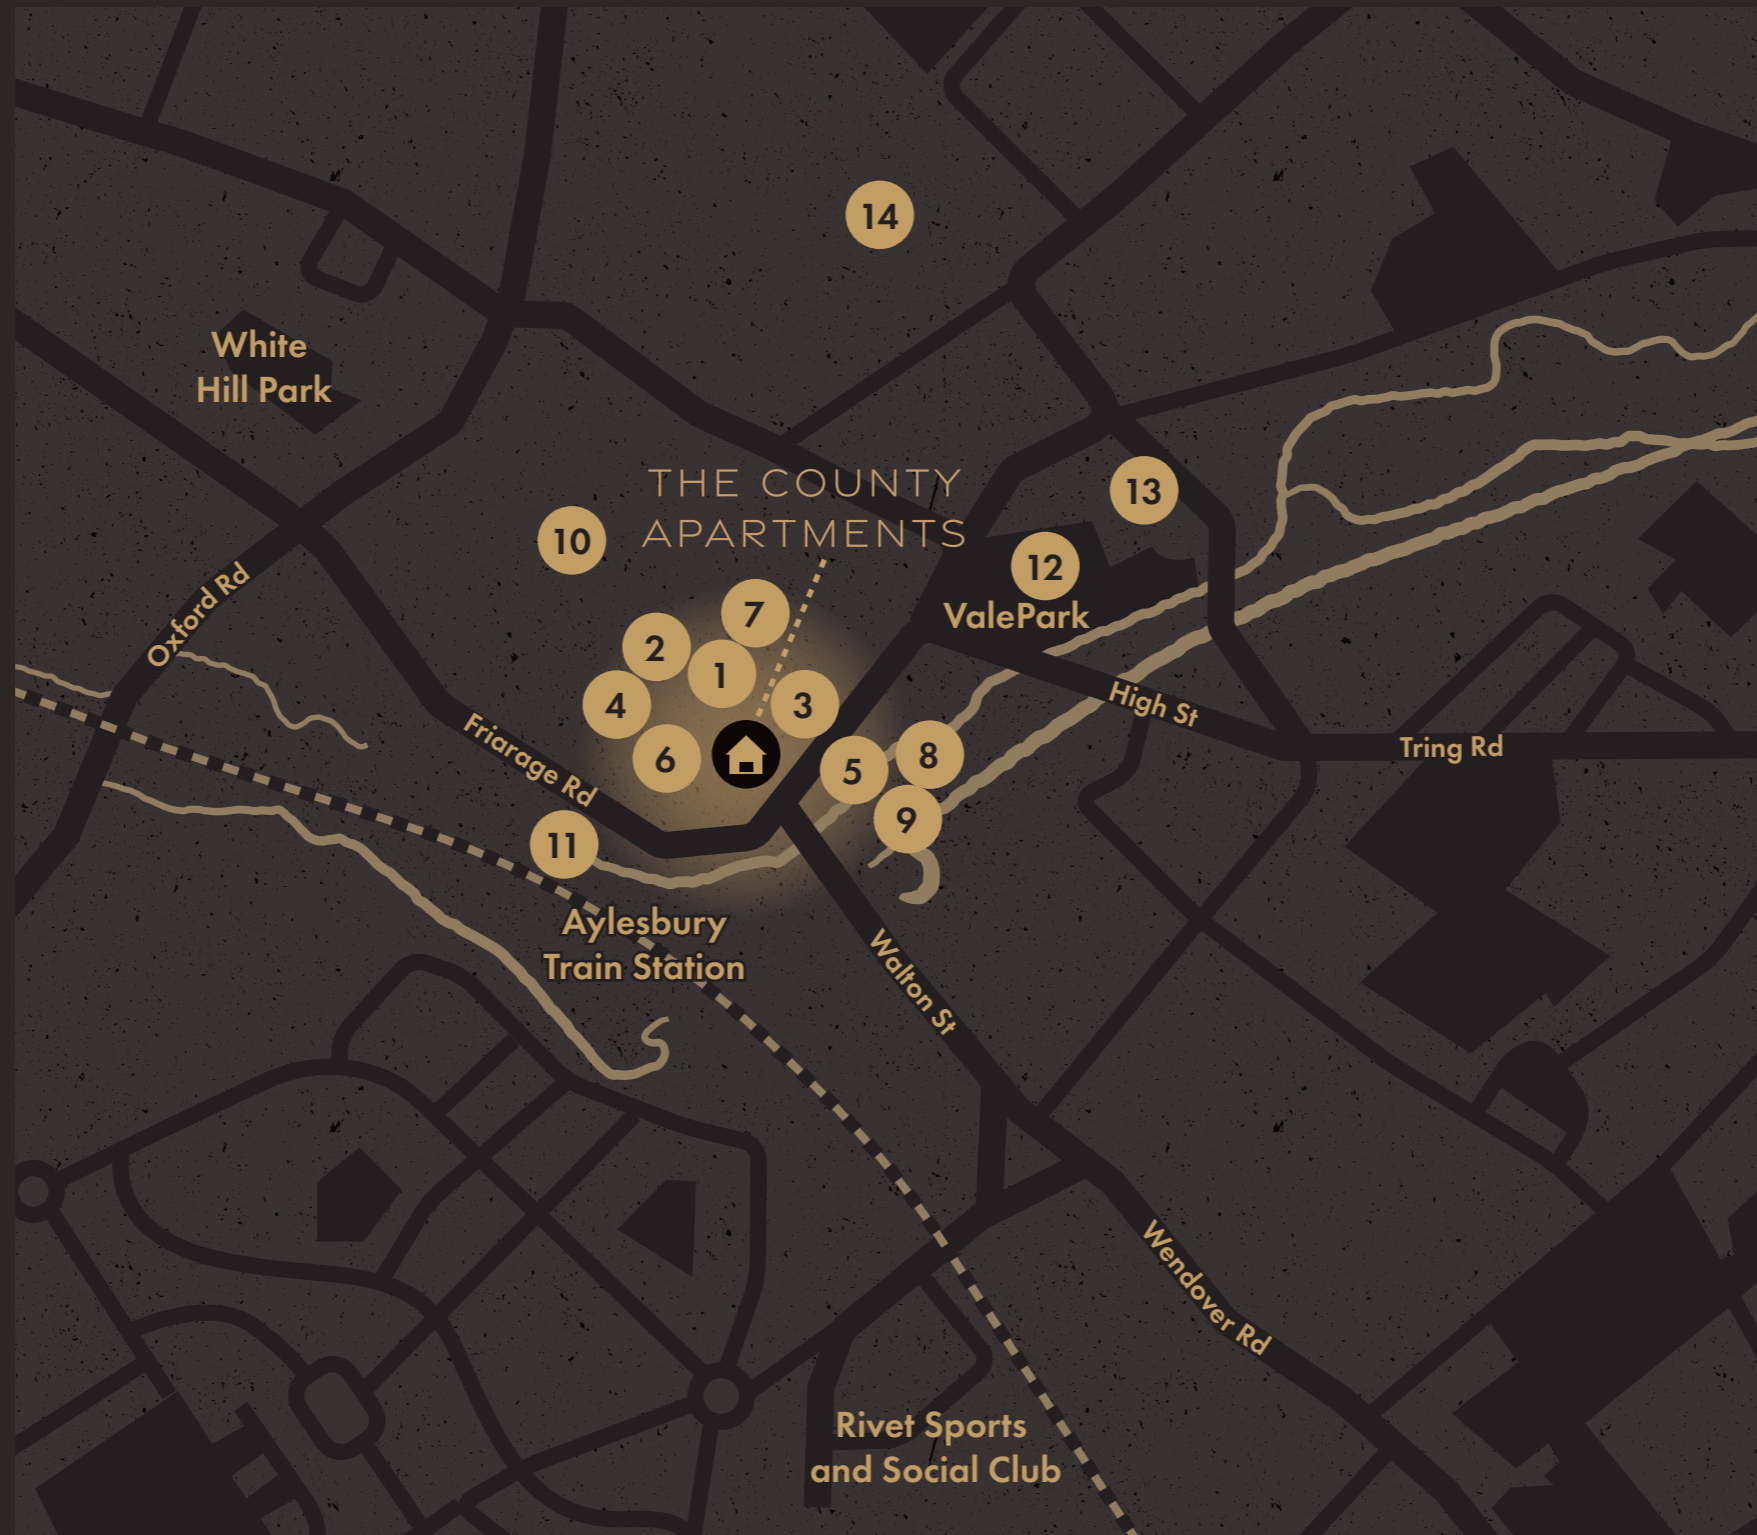 14
White
Hill Park
THE COUNTY
APARTMENTS
13
10
12
ValePark
Oxford Rd
7
2
1
4
3
High St
Friarage Rd
6
5
8
Tring Rd
9
11
Aylesbury
Train Station
Walton St
Wendover Rd
Rivet Sports
and Social Club